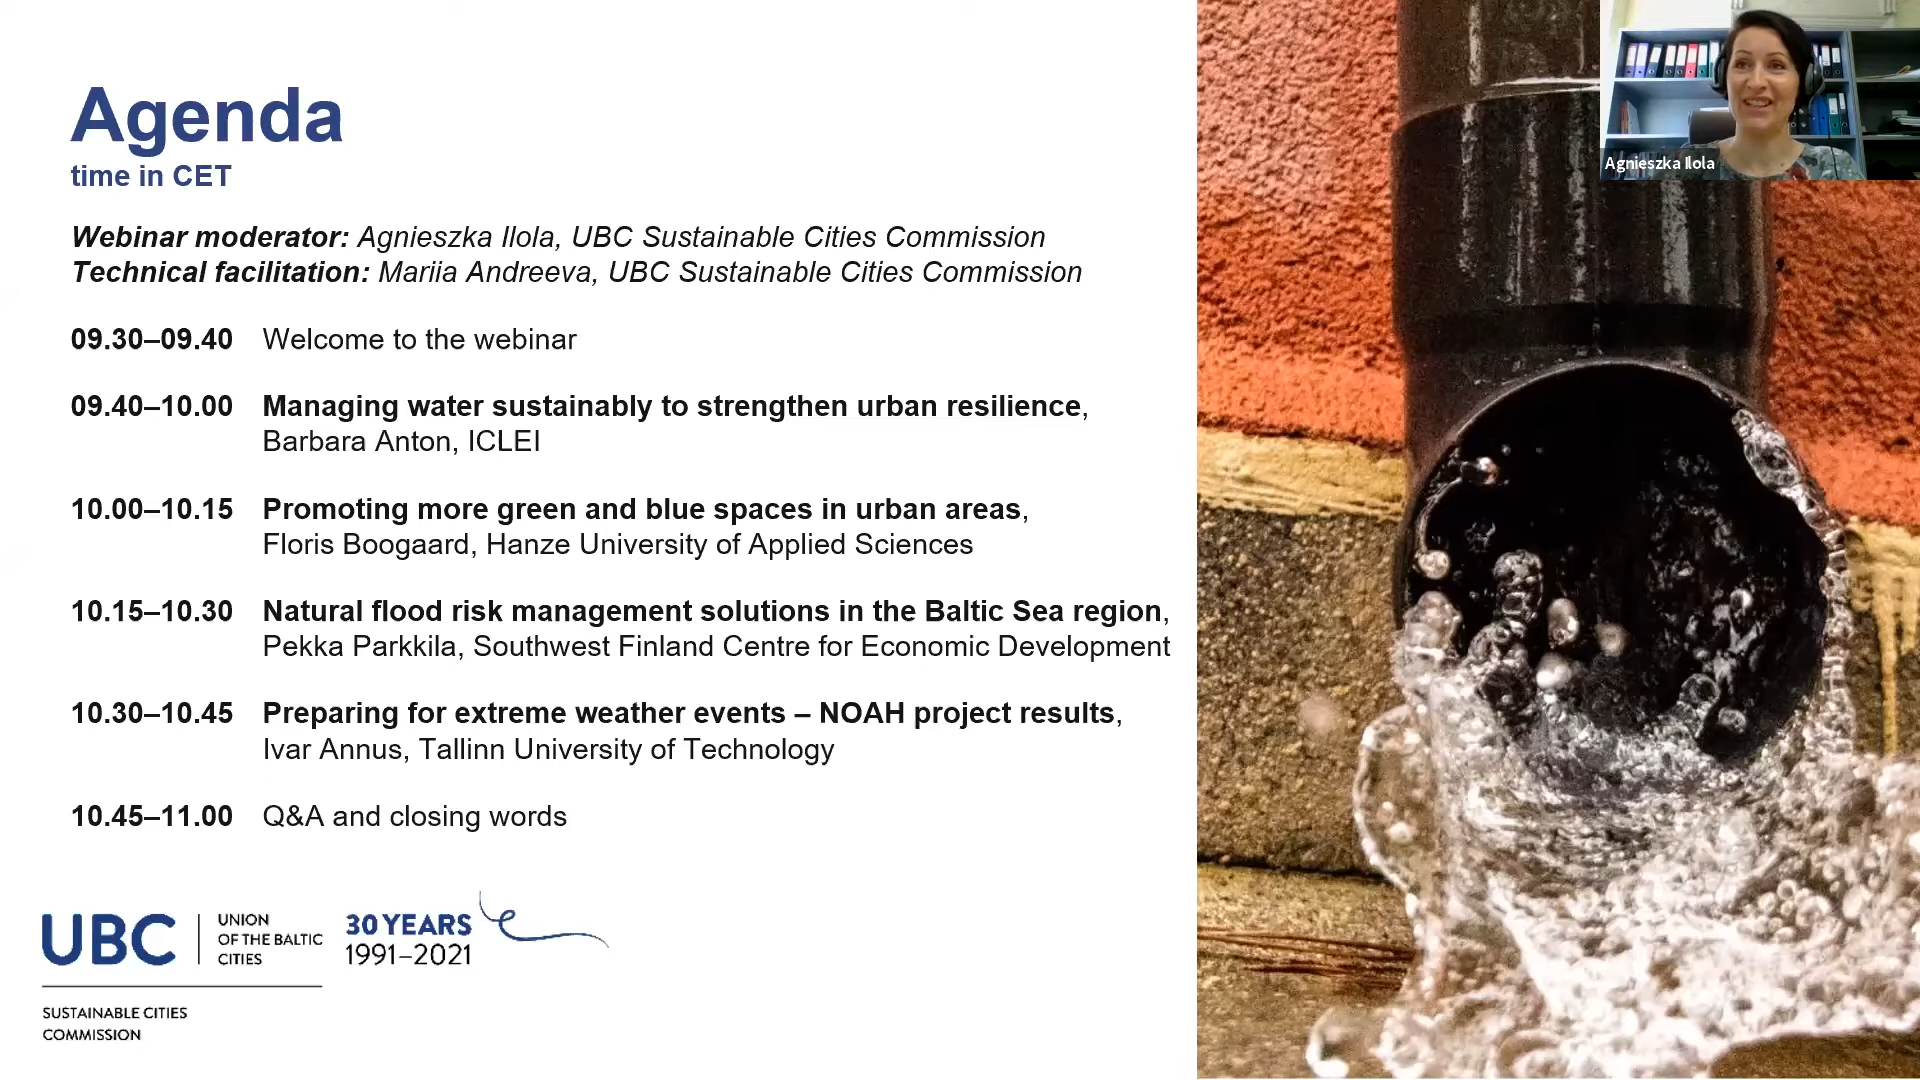 Agenda
time in CET
Webinar moderator: Agnieszka Ilola, UBC Sustainable Cities Commission
Technical facilitation: Mariia Andreeva, UBC Sustainable Cities Commission
09.30–09.40 Welcome to the webinar
09.40–10.00 Managing water sustainably to strengthen urban resilience,
Barbara Anton, ICLEI
10.00–10.15 Promoting more green and blue spaces in urban areas,
Floris Boogaard, Hanze University of Applied Sciences
10.15–10.30 Natural flood risk management solutions in the Baltic Sea region,
Pekka Parkkila, Southwest Finland Centre for Economic Development
10.30–10.45 Preparing for extreme weather events – NOAH project results,
Ivar Annus, Tallinn University of Technology
10.45–11.00 Q&A and closing words
UBC
UNION
OF THE BALTIC
CITIES
30 YEARS
1991–2021
SUSTAINABLE CITIES
COMMISSION
Agnieszka Ilola